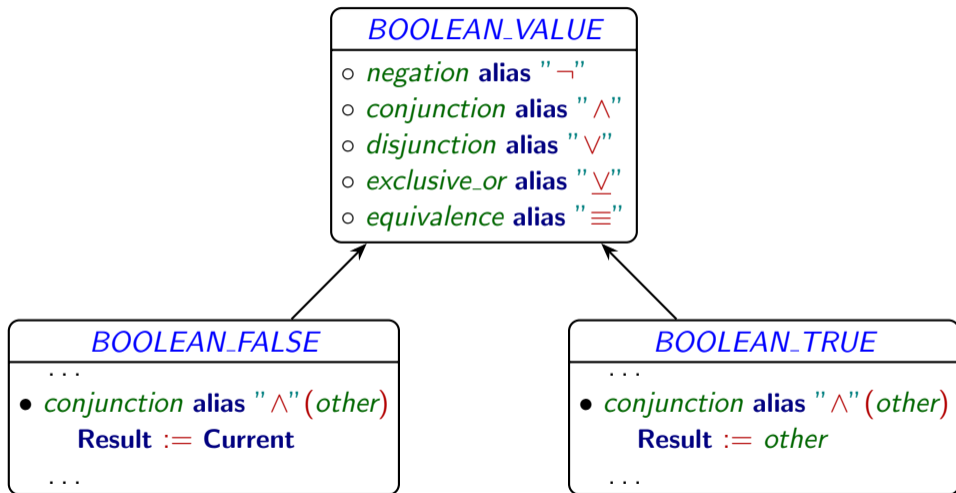 BOOLEAN_VALUE
○ negation alias "¬"
○ conjunction alias "∧"
○ disjunction alias "∨"
○ exclusive_or alias "⊻"
○ equivalence alias "≡"
BOOLEAN_FALSE
...
● conjunction alias "∧" (other)
Result := Current
...
BOOLEAN_TRUE
...
● conjunction alias "∧" (other)
Result := other
...